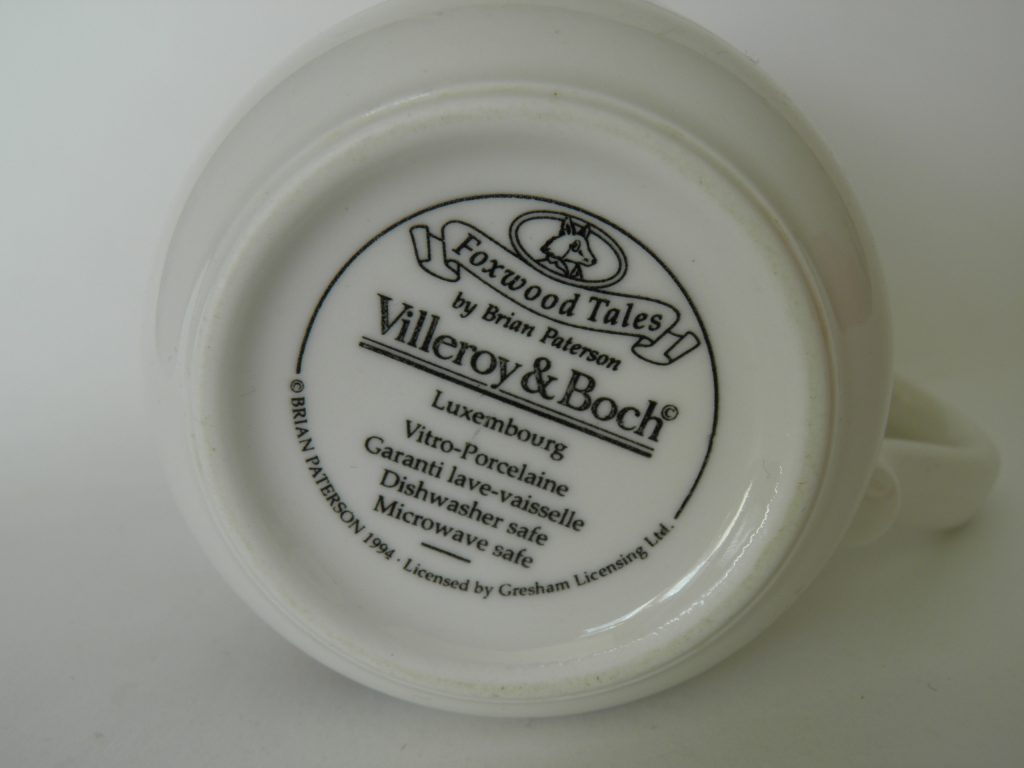 Foxwood Tales
by Brian Paterson
Villeroy & Boch©
Luxembourg
Vitro-Porcelaine
Garanti lave-vaisselle
Dishwasher safe
Microwave safe
© BRIAN PATERSON 1994 · Licensed by Gresham Licensing Ltd.